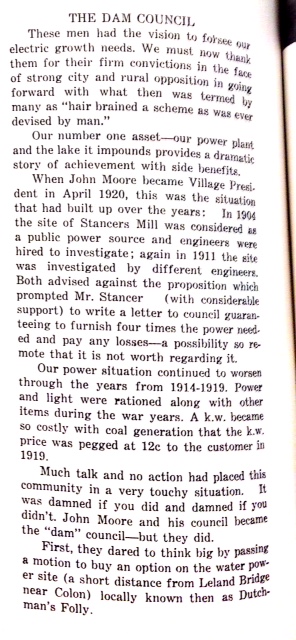 THE DAM COUNCIL
These men had the vision to forsee our
electric growth needs. We must now thank
them for their firm convictions in the face
of strong city and rural opposition in going
forward with what then was termed by
many as "hair brained a scheme as was ever
devised by man."
Our number one asset—our power plant
and the lake it impounds provides a dramatic
story of achievement with side benefits.
When John Moore became Village Presi-
dent in April 1920, this was the situation
that had built up over the years: In 1904
the site of Stancers Mill was considered as
a public power source and engineers were
hired to investigate; again in 1911 the site
was investigated by different engineers.
Both advised against the proposition which
prompted Mr. Stancer (with considerable
support) to write a letter to council guaran-
teeing to furnish four times the power need-
ed and pay any losses—a possibility so re-
mote that it is not worth regarding it.
Our power situation continued to worsen
through the years from 1914-1919. Power
and light were rationed along with other
items during the war years. A k.w. became
so costly with coal generation that the k.w.
price was pegged at 12c to the customer in
1919.
Much talk and no action had placed this
community in a very touchy situation. It
was damned if you did and damned if you
didn't. John Moore and his council became
the "dam" council—but they did.
First, they dared to think big by passing
a motion to buy an option on the water pow-
er site (a short distance from Leland Bridge
near Colon) locally known then as Dutch-
man's Folly.